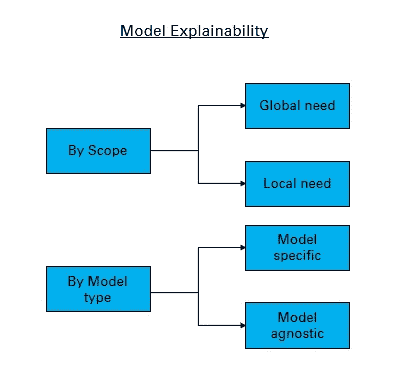 Model Explainability
Global need
By Scope
Local need
Model
specific
By Model
type
Model
agnostic